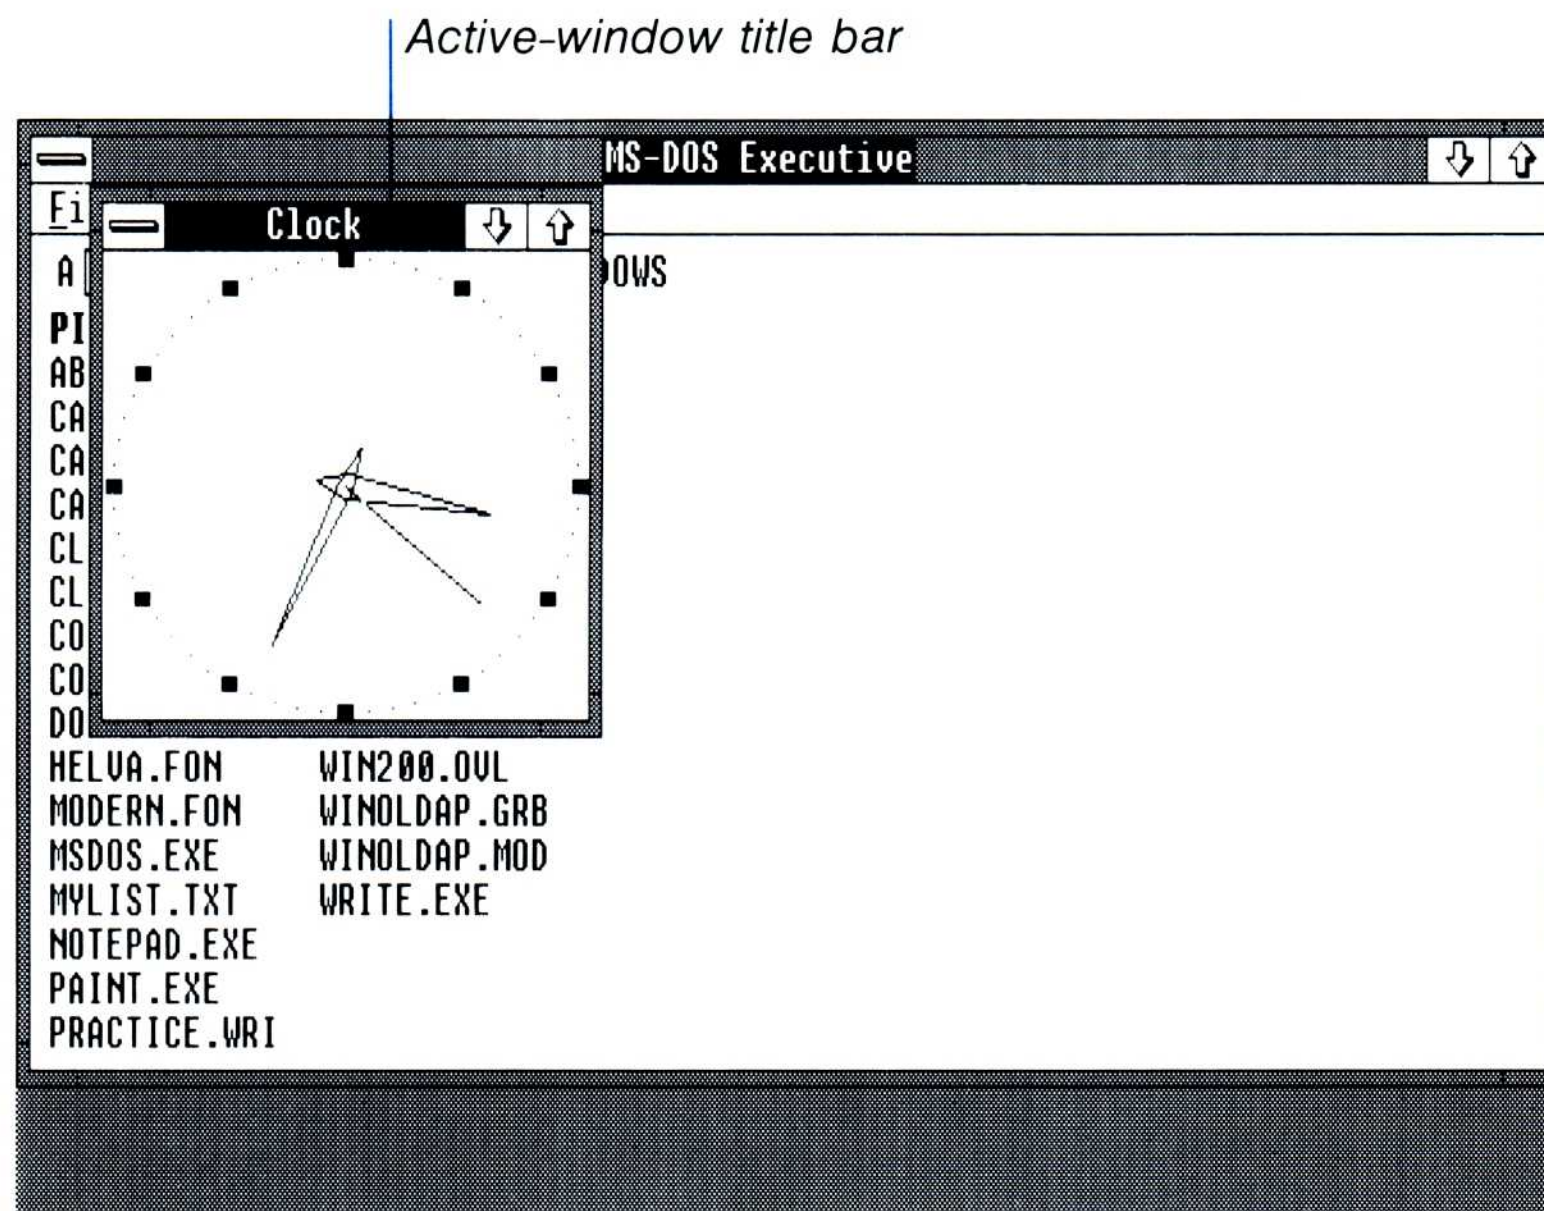 Active-window title bar
MS-DOS Executive
Fi
Clock
A
DOWS
PI
AB
CA
CA
CA
CL
CL
CO
CO
DO
HELVA.FON WIN200.OVL
MODERN.FON WINOLDAP.GRB
MSDOS.EXE WINOLDAP.MOD
MYLIST.TXT WRITE.EXE
NOTEPAD.EXE
PAINT.EXE
PRACTICE.WRI